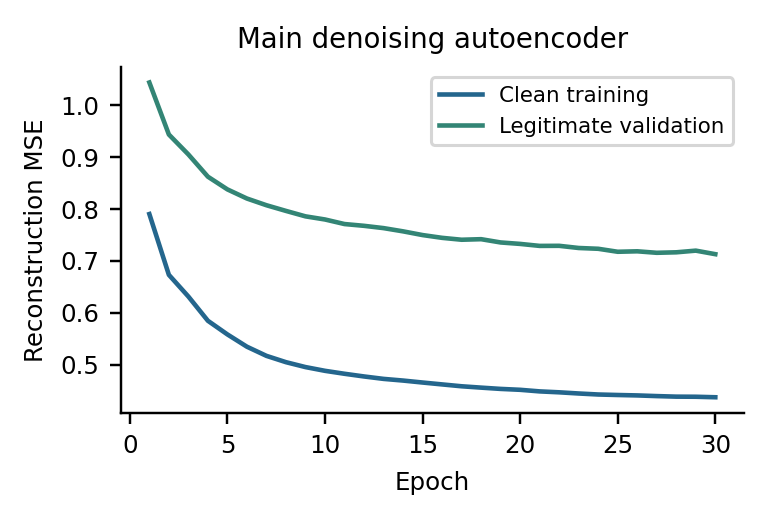 Main denoising autoencoder
Clean training
Legitimate validation
Reconstruction MSE
1.0
0.9
0.8
0.7
0.6
0.5
0 5 10 15 20 25 30
Epoch